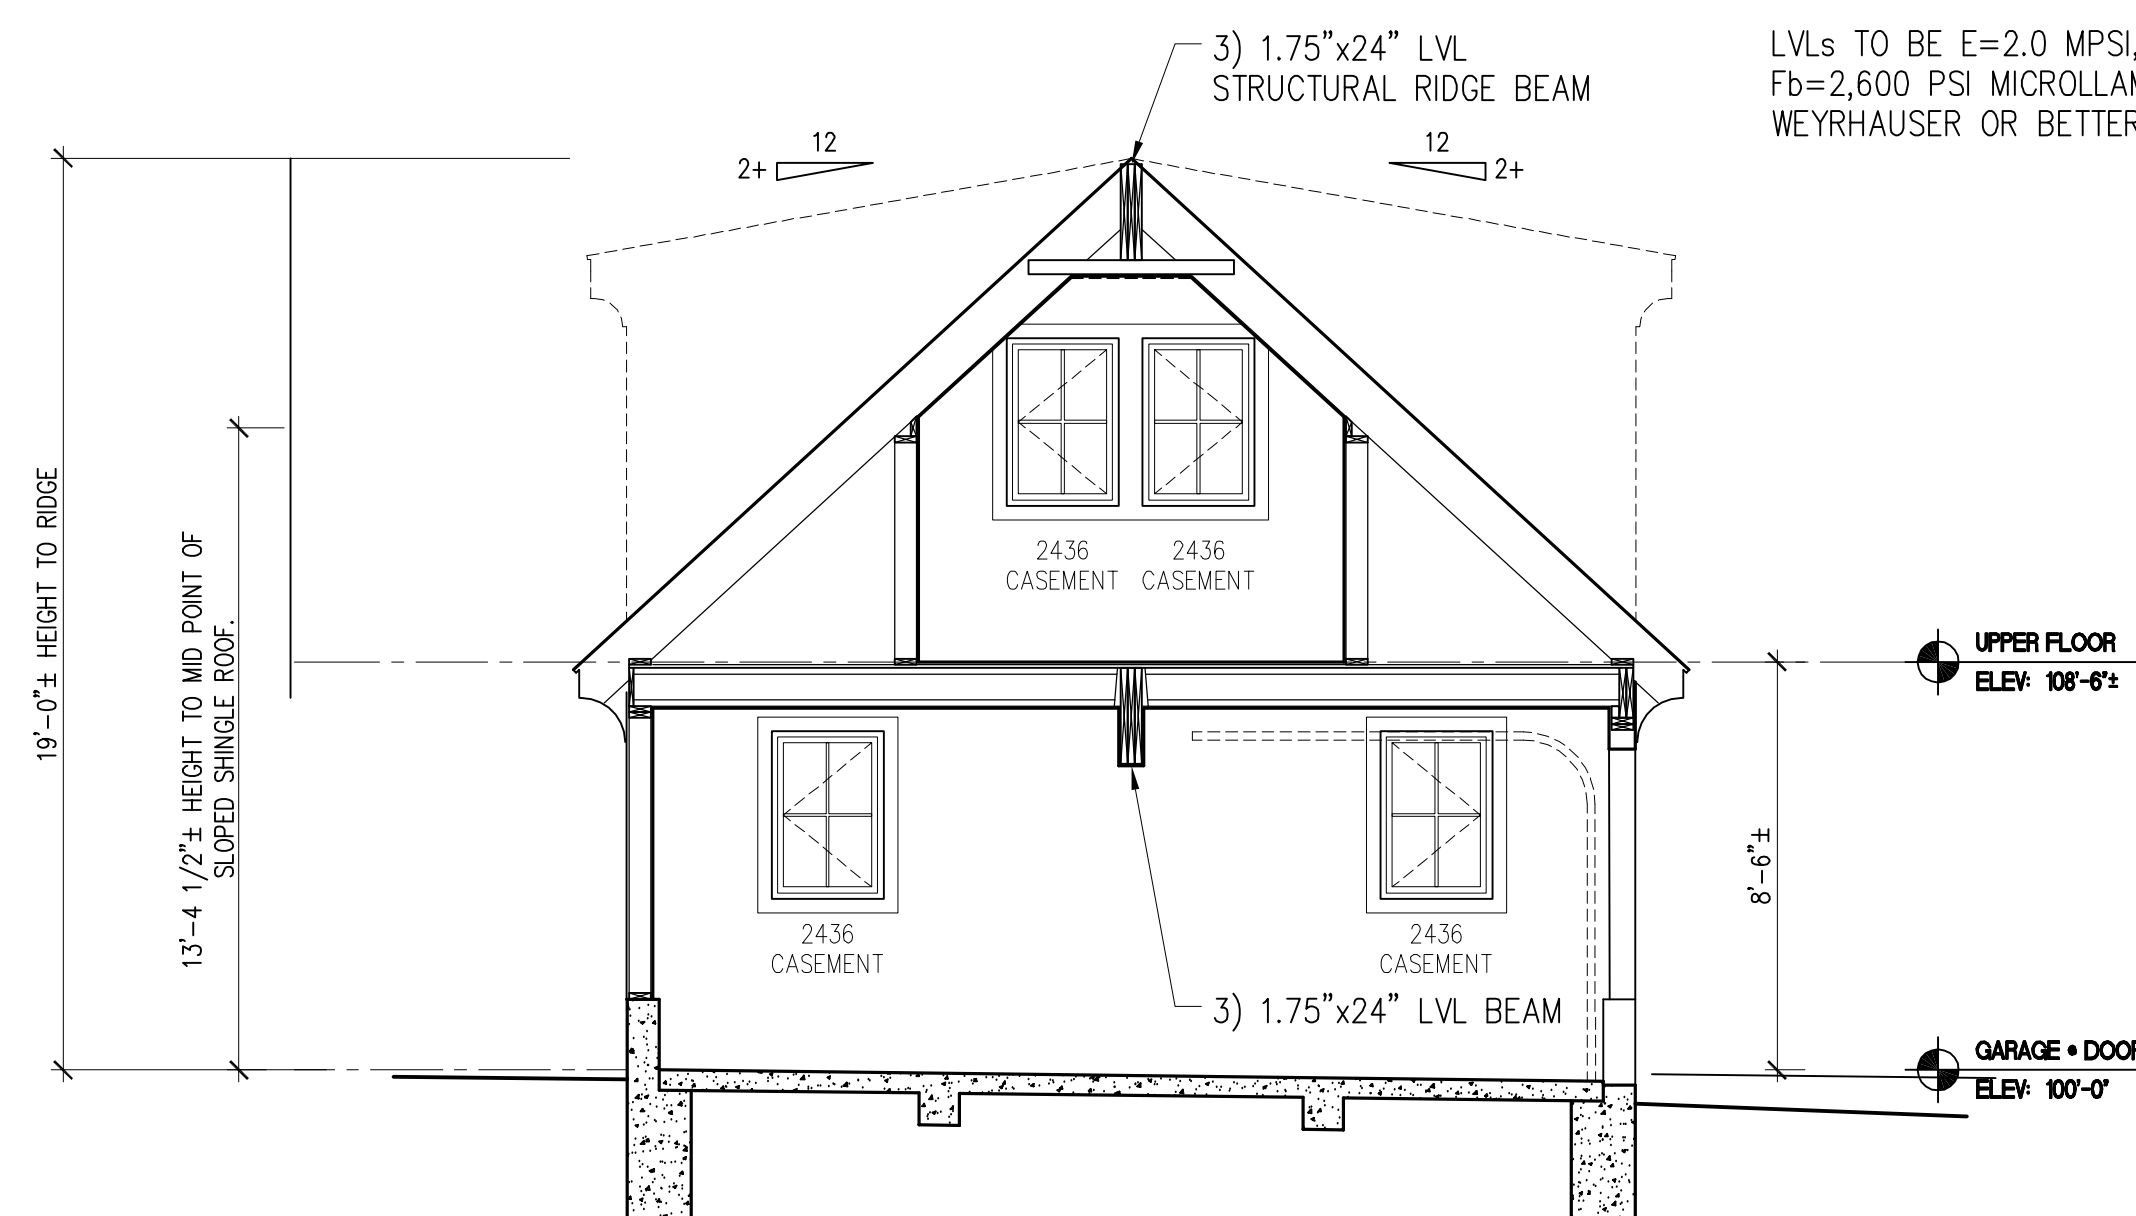 3) 1.75”x24” LVL
STRUCTURAL RIDGE BEAM
LVLs TO BE E=2.0 MPSI,
Fb=2,600 PSI MICROLLAM
WEYRHAUSER OR BETTER
12
2+
12
2+
19’-0”± HEIGHT TO RIDGE
13’-4 1/2”± HEIGHT TO MID POINT OF
SLOPED SHINGLE ROOF.
2436
CASEMENT
2436
CASEMENT
UPPER FLOOR
ELEV: 108'-6"±
2436
CASEMENT
2436
CASEMENT
8’-6”±
3) 1.75”x24” LVL BEAM
GARAGE • DOOR
ELEV: 100'-0"